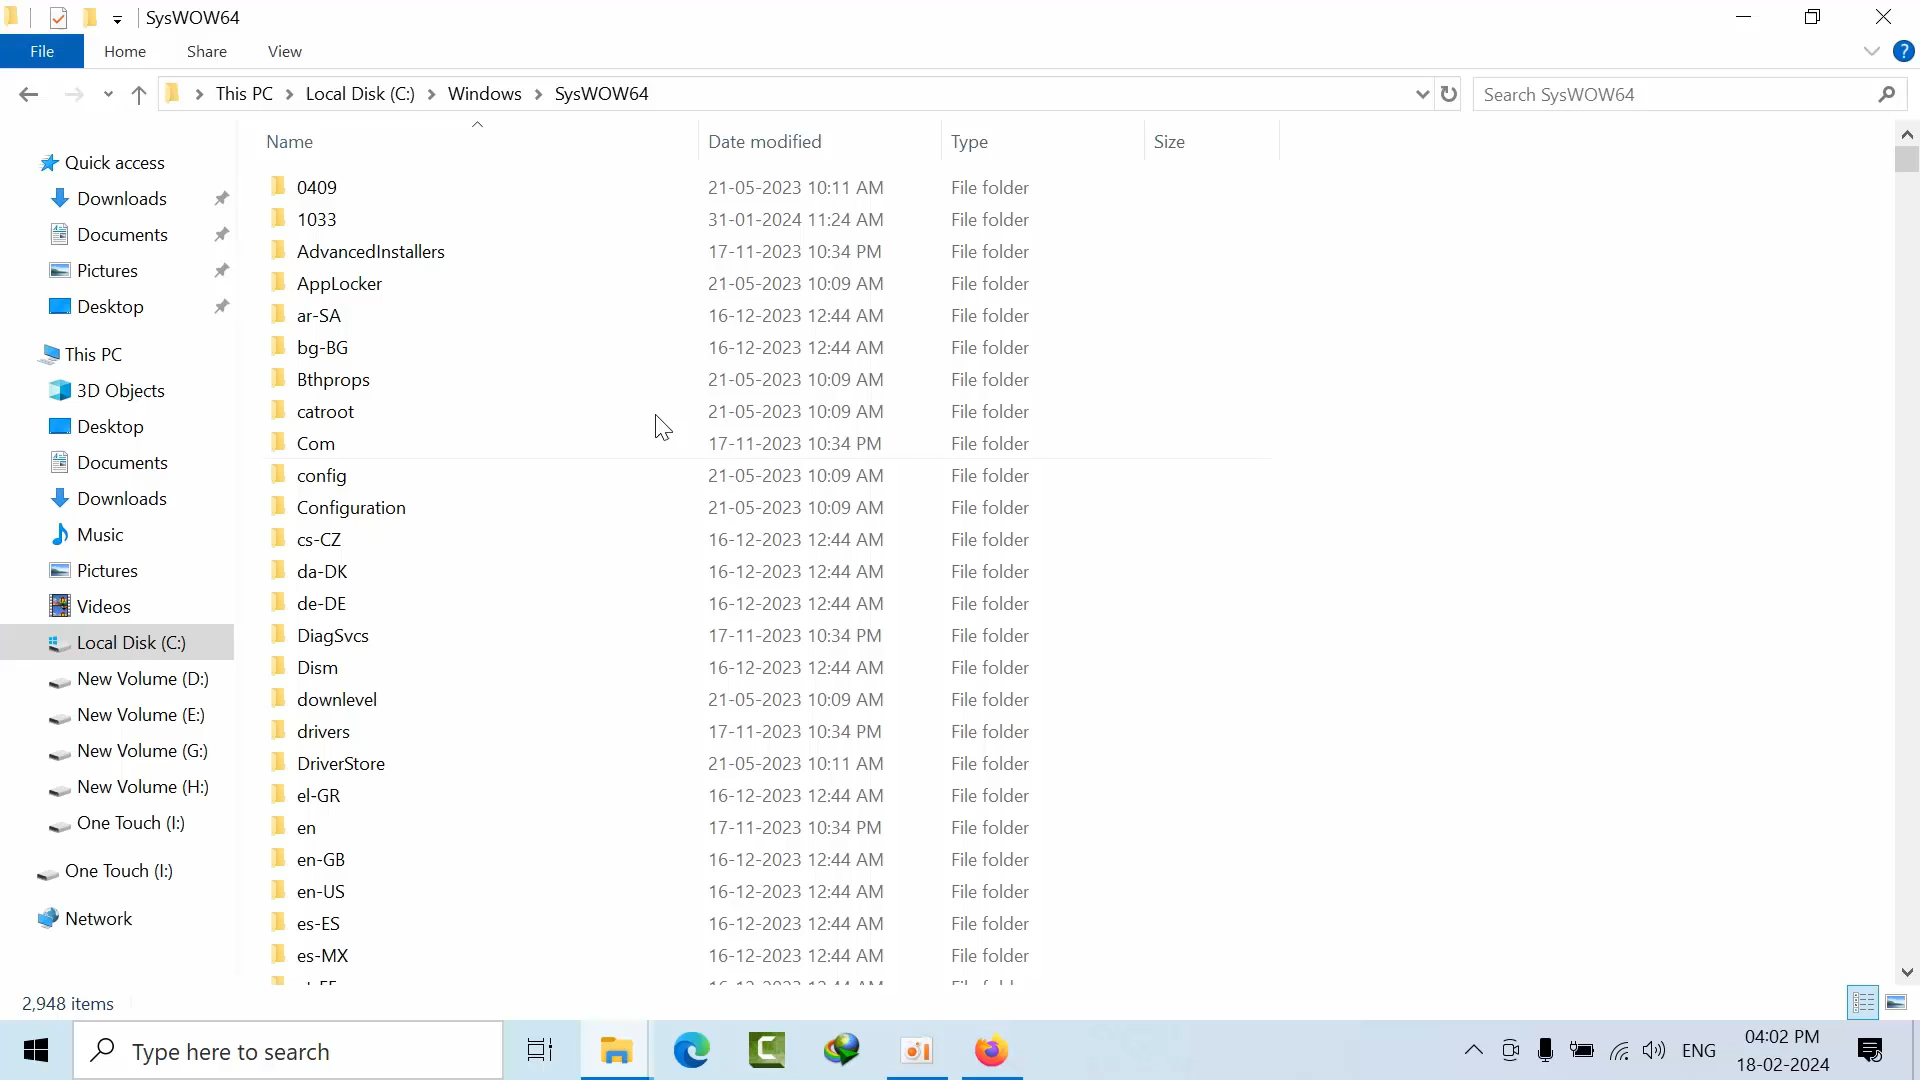 SysWOW64
File Home Share View
This PC Local Disk (C:) Windows SysWOW64
Search SysWOW64
Name Date modified Type Size
Quick access
Downloads
Documents
Pictures
Desktop
This PC
3D Objects
Desktop
Documents
Downloads
Music
Pictures
Videos
Local Disk (C:)
New Volume (D:)
New Volume (E:)
New Volume (G:)
New Volume (H:)
One Touch (I:)
One Touch (I:)
Network
0409 21-05-2023 10:11 AM File folder
1033 31-01-2024 11:24 AM File folder
AdvancedInstallers 17-11-2023 10:34 PM File folder
AppLocker 21-05-2023 10:09 AM File folder
ar-SA 16-12-2023 12:44 AM File folder
bg-BG 16-12-2023 12:44 AM File folder
Bthprops 21-05-2023 10:09 AM File folder
catroot 21-05-2023 10:09 AM File folder
Com 17-11-2023 10:34 PM File folder
config 21-05-2023 10:09 AM File folder
Configuration 21-05-2023 10:09 AM File folder
cs-CZ 16-12-2023 12:44 AM File folder
da-DK 16-12-2023 12:44 AM File folder
de-DE 16-12-2023 12:44 AM File folder
DiagSvcs 17-11-2023 10:34 PM File folder
Dism 16-12-2023 12:44 AM File folder
downlevel 21-05-2023 10:09 AM File folder
drivers 17-11-2023 10:34 PM File folder
DriverStore 21-05-2023 10:11 AM File folder
el-GR 16-12-2023 12:44 AM File folder
en 17-11-2023 10:34 PM File folder
en-GB 16-12-2023 12:44 AM File folder
en-US 16-12-2023 12:44 AM File folder
es-ES 16-12-2023 12:44 AM File folder
es-MX 16-12-2023 12:44 AM File folder
2,948 items
Type here to search
ENG
04:02 PM
18-02-2024